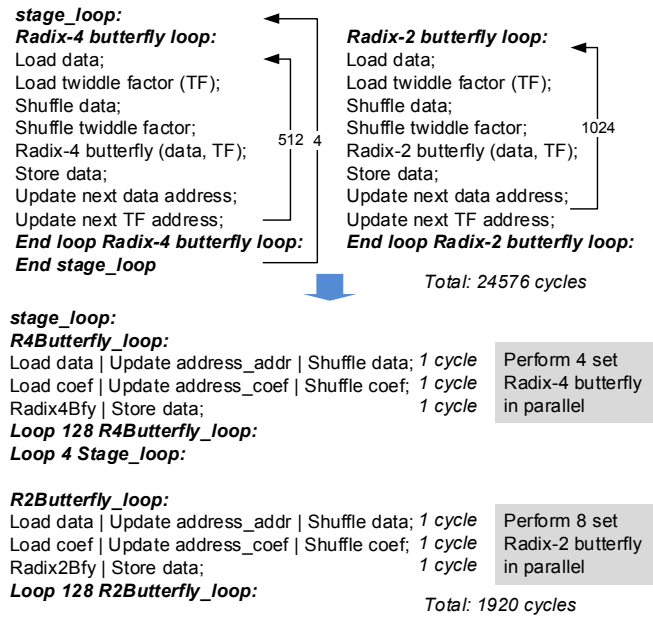 stage_loop:
Radix-4 butterfly loop:
Load data;
Load twiddle factor (TF);
Shuffle data;
Shuffle twiddle factor;
Radix-4 butterfly (data, TF);
Store data;
Update next data address;
Update next TF address;
End loop Radix-4 butterfly loop:
End stage_loop
512
4
Radix-2 butterfly loop:
Load data;
Load twiddle factor (TF);
Shuffle data;
Shuffle twiddle factor;
Radix-2 butterfly (data, TF);
Store data;
Update next data address;
Update next TF address;
End loop Radix-2 butterfly loop:
1024
Total: 24576 cycles
stage_loop:
R4Butterfly_loop:
Load data | Update address_addr | Shuffle data; 1 cycle
Load coef | Update address_coef | Shuffle coef; 1 cycle
Radix4Bfy | Store data; 1 cycle
Loop 128 R4Butterfly_loop:
Loop 4 Stage_loop:
Perform 4 set
Radix-4 butterfly
in parallel
R2Butterfly_loop:
Load data | Update address_addr | Shuffle data; 1 cycle
Load coef | Update address_coef | Shuffle coef; 1 cycle
Radix2Bfy | Store data; 1 cycle
Loop 128 R2Butterfly_loop:
Perform 8 set
Radix-2 butterfly
in parallel
Total: 1920 cycles